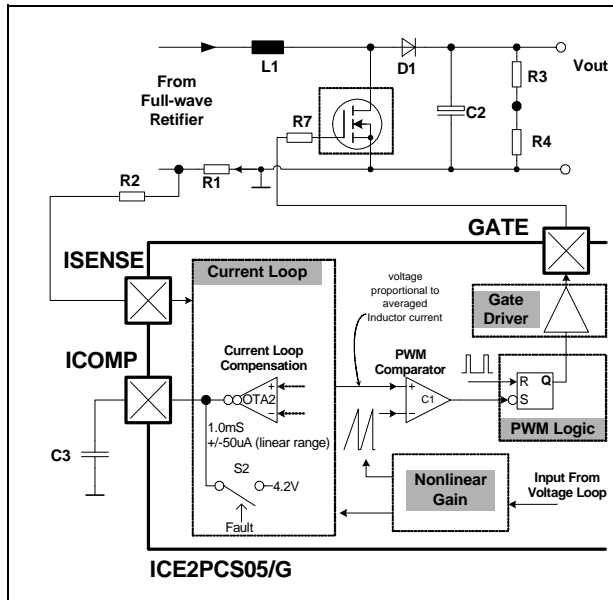 L1
D1
Vout
From
Full-wave
Retifier
R3
R7
C2
R4
R2
R1
GATE
ISENSE
Current Loop
voltage
proportional to
averaged
Inductor current
Gate
Driver
ICOMP
Current Loop
Compensation
PWM
Comparator
R Q
S
OTA2
C1
1.0mS
+/-50uA (linear range)
PWM Logic
C3
S2
4.2V
Nonlinear
Gain
Input From
Voltage Loop
Fault
ICE2PCS05/G